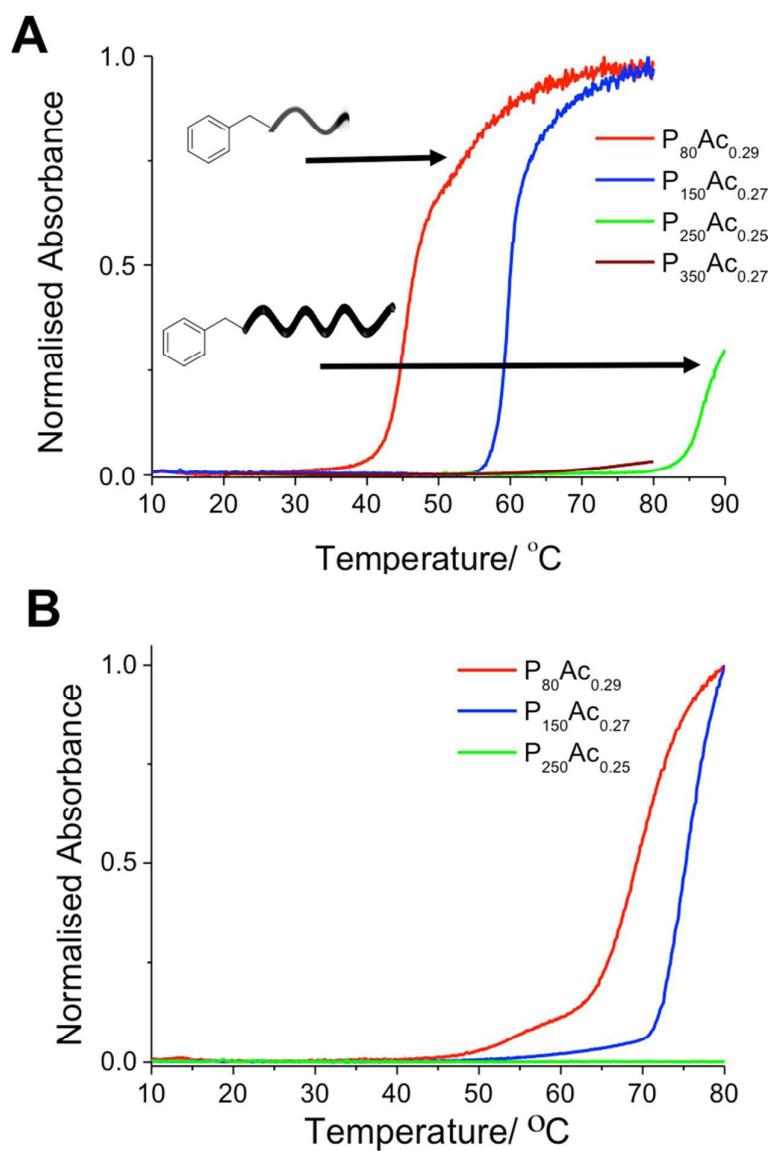 A
Normalised Absorbance
1.0
0.5
0.0
P₈₀Ac₀.₂₉
P₁₅₀Ac₀.₂₇
P₂₅₀Ac₀.₂₅
P₃₅₀Ac₀.₂₇
10 20 30 40 50 60 70 80 90
Temperature/ °C
B
Normalised Absorbance
1.0
0.5
0.0
P₈₀Ac₀.₂₉
P₁₅₀Ac₀.₂₇
P₂₅₀Ac₀.₂₅
10 20 30 40 50 60 70 80
Temperature/ °C